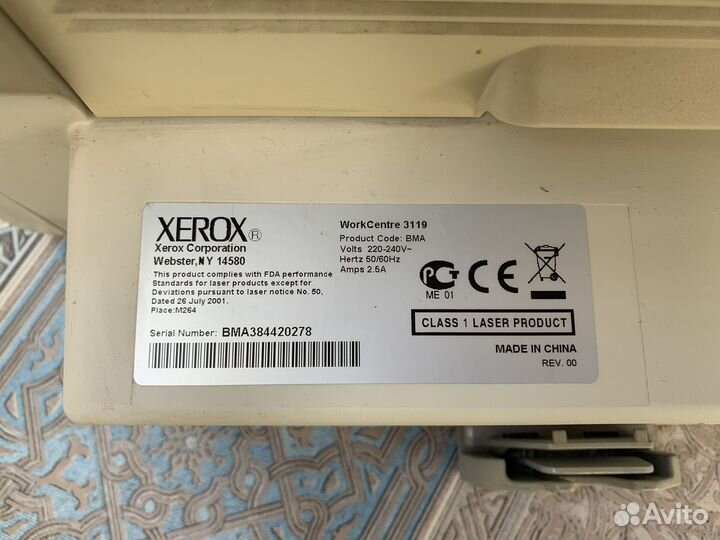 XEROX®
Xerox Corporation
Webster,NY 14580
This product complies with FDA performance
Standards for laser products except for
Deviations pursuant to laser notice No. 50,
Dated 26 July 2001.
Place:M264
Serial Number: BMA384420278
WorkCentre 3119
Product Code: BMA
Volts 220-240V~
Hertz 50/60Hz
Amps 2.5A
РСТ CE
ME 01
CLASS 1 LASER PRODUCT
MADE IN CHINA
REV. 00
Avito